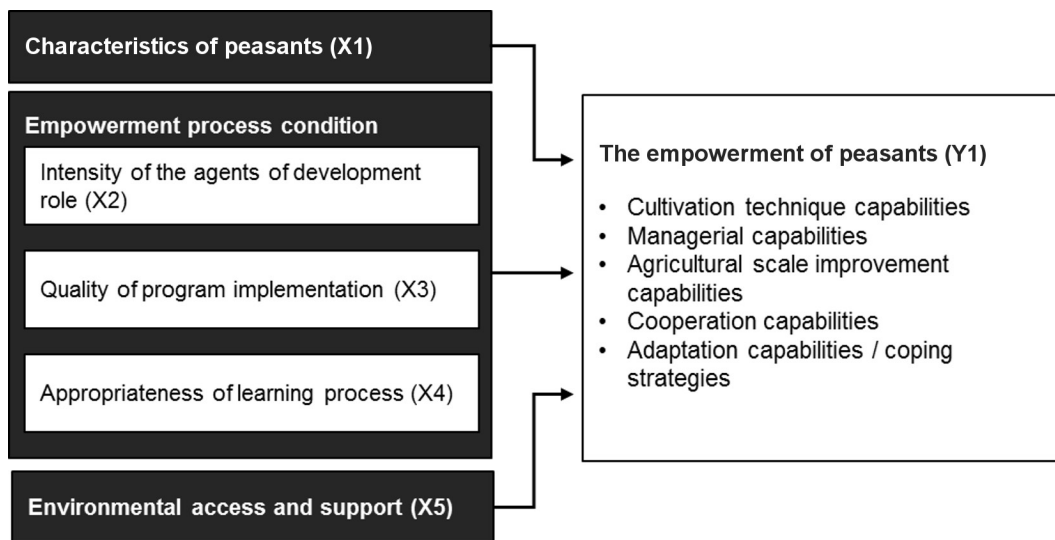 Characteristics of peasants (X1)
Empowerment process condition
Intensity of the agents of development
role (X2)
Quality of program implementation (X3)
Appropriateness of learning process (X4)
Environmental access and support (X5)
The empowerment of peasants (Y1)
• Cultivation technique capabilities
• Managerial capabilities
• Agricultural scale improvement
capabilities
• Cooperation capabilities
• Adaptation capabilities / coping
strategies